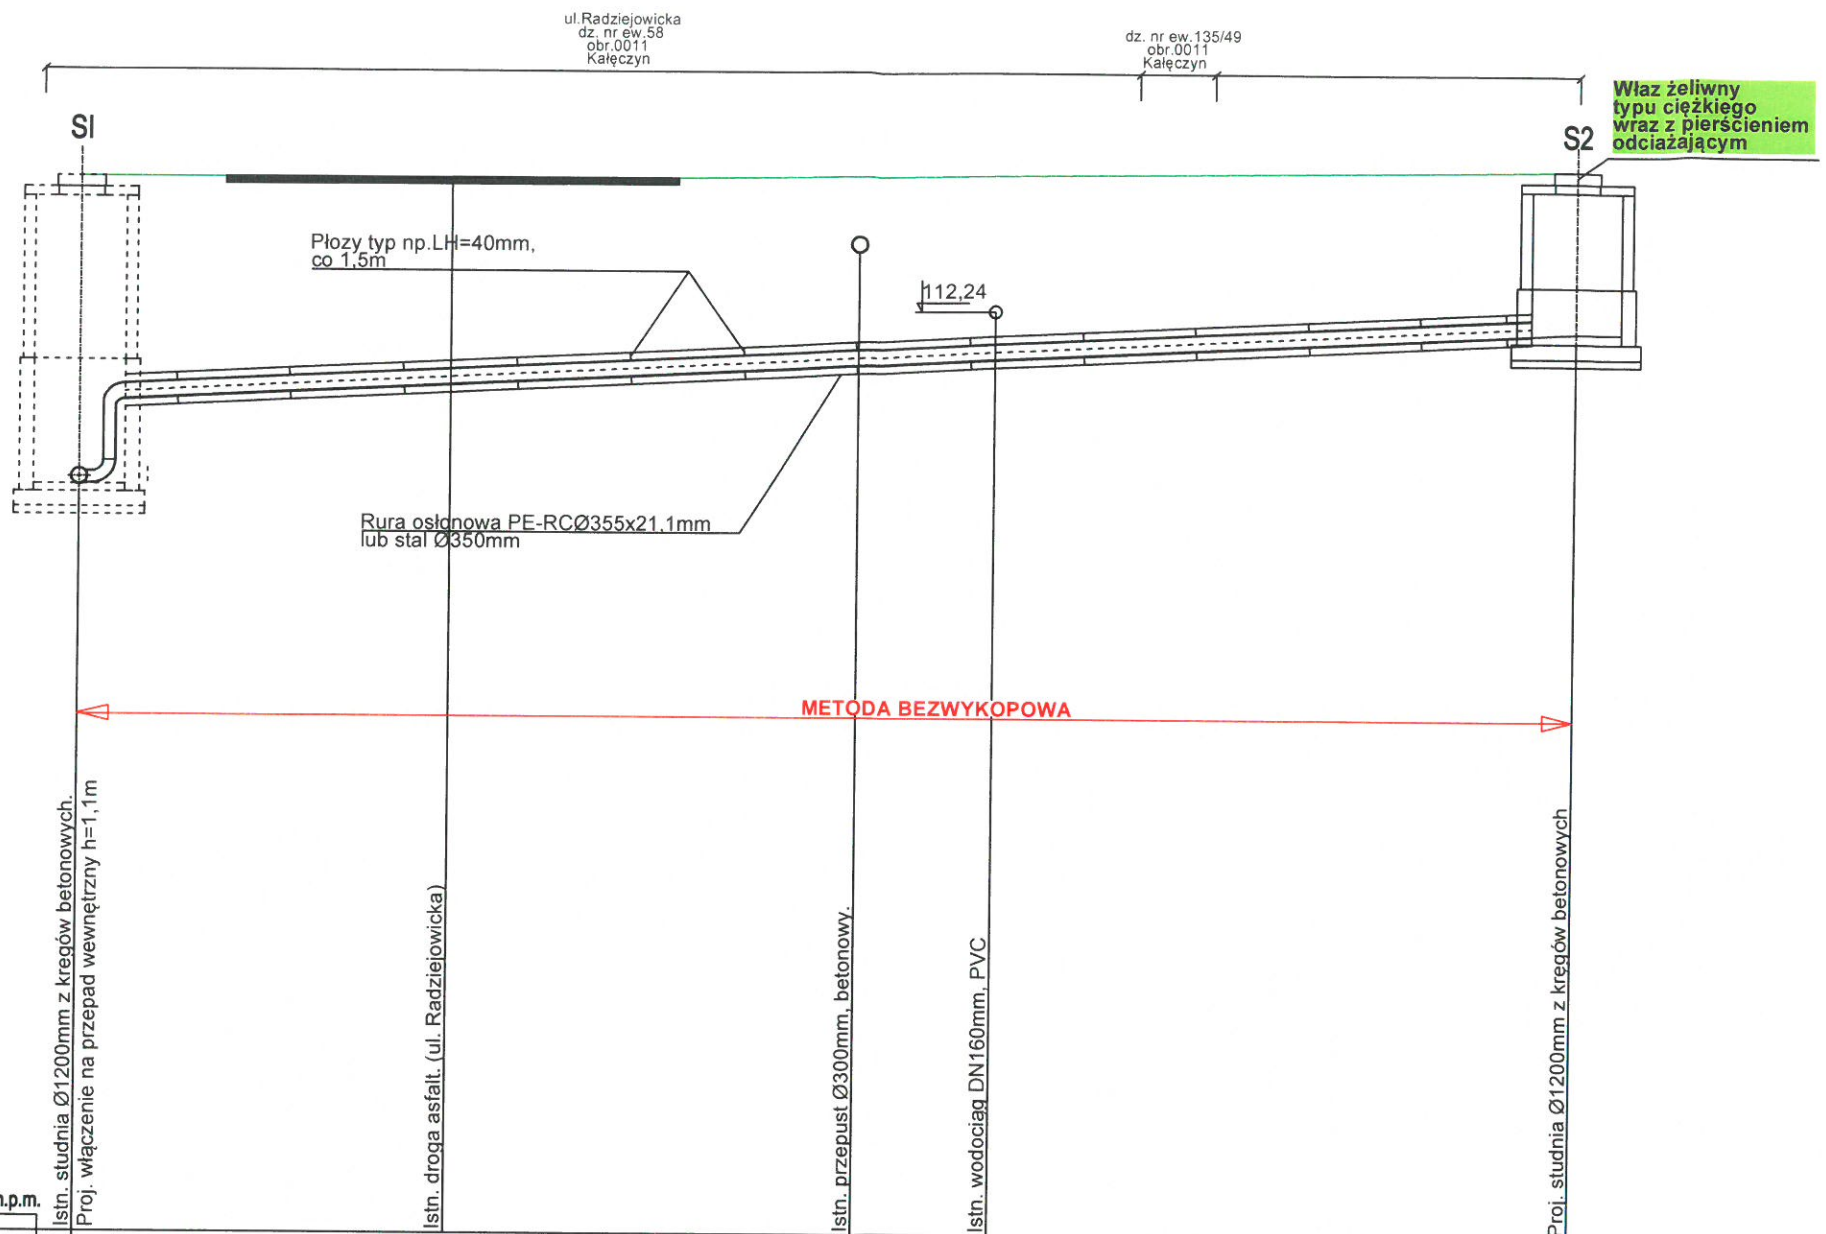 ul.Radziejowicka
dz. nr ew.58
obr.0011
Kałęczyn
dz. nr ew.135/49
obr.0011
Kałęczyn
Właz żeliwny
typu ciężkiego
wraz z pierścieniem
odciażającym
SI
S2
Płozy typ np.LH=40mm,
co 1,5m
112,24
Rura osłonowa PE-RCØ355x21,1mm
lub stal Ø350mm
METODA BEZWYKOPOWA
Istn. studnia Ø1200mm z kręgów betonowych.
Proj. włączenie na przepad wewnętrzny h=1,1m
Istn. droga asfalt. (ul. Radziejowicka)
Istn. przepust Ø300mm, betonowy.
Istn. wodociąg DN160mm, PVC
Proj. studnia Ø1200mm z kręgów betonowych
n.p.m.